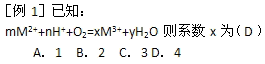 [例 1] 已知：
mM²⁺+nH⁺+O₂=xM³⁺+yH₂O 则系数 x 为( D )
A. 1 B. 2 C. 3 D. 4